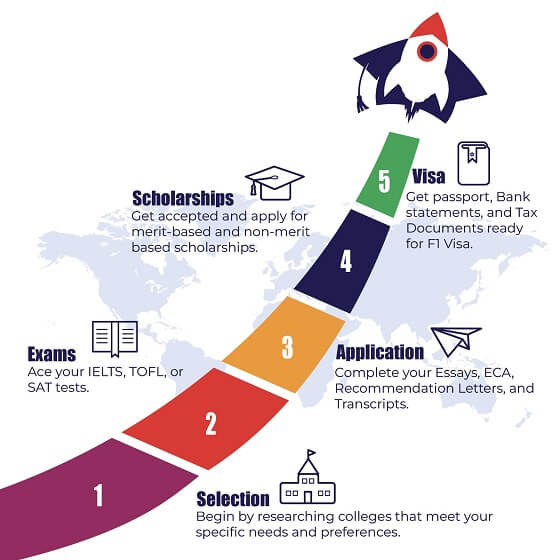 5
Visa
Get passport, Bank
statements, and Tax
Documents ready
for F1 Visa.
Scholarships
Get accepted and apply for
merit-based and non-merit
based scholarships.
4
3
Application
Complete your Essays, ECA,
Recommendation Letters, and
Transcripts.
Exams
Ace your IELTS, TOFL, or
SAT tests.
2
1
Selection
Begin by researching colleges that meet your
specific needs and preferences.